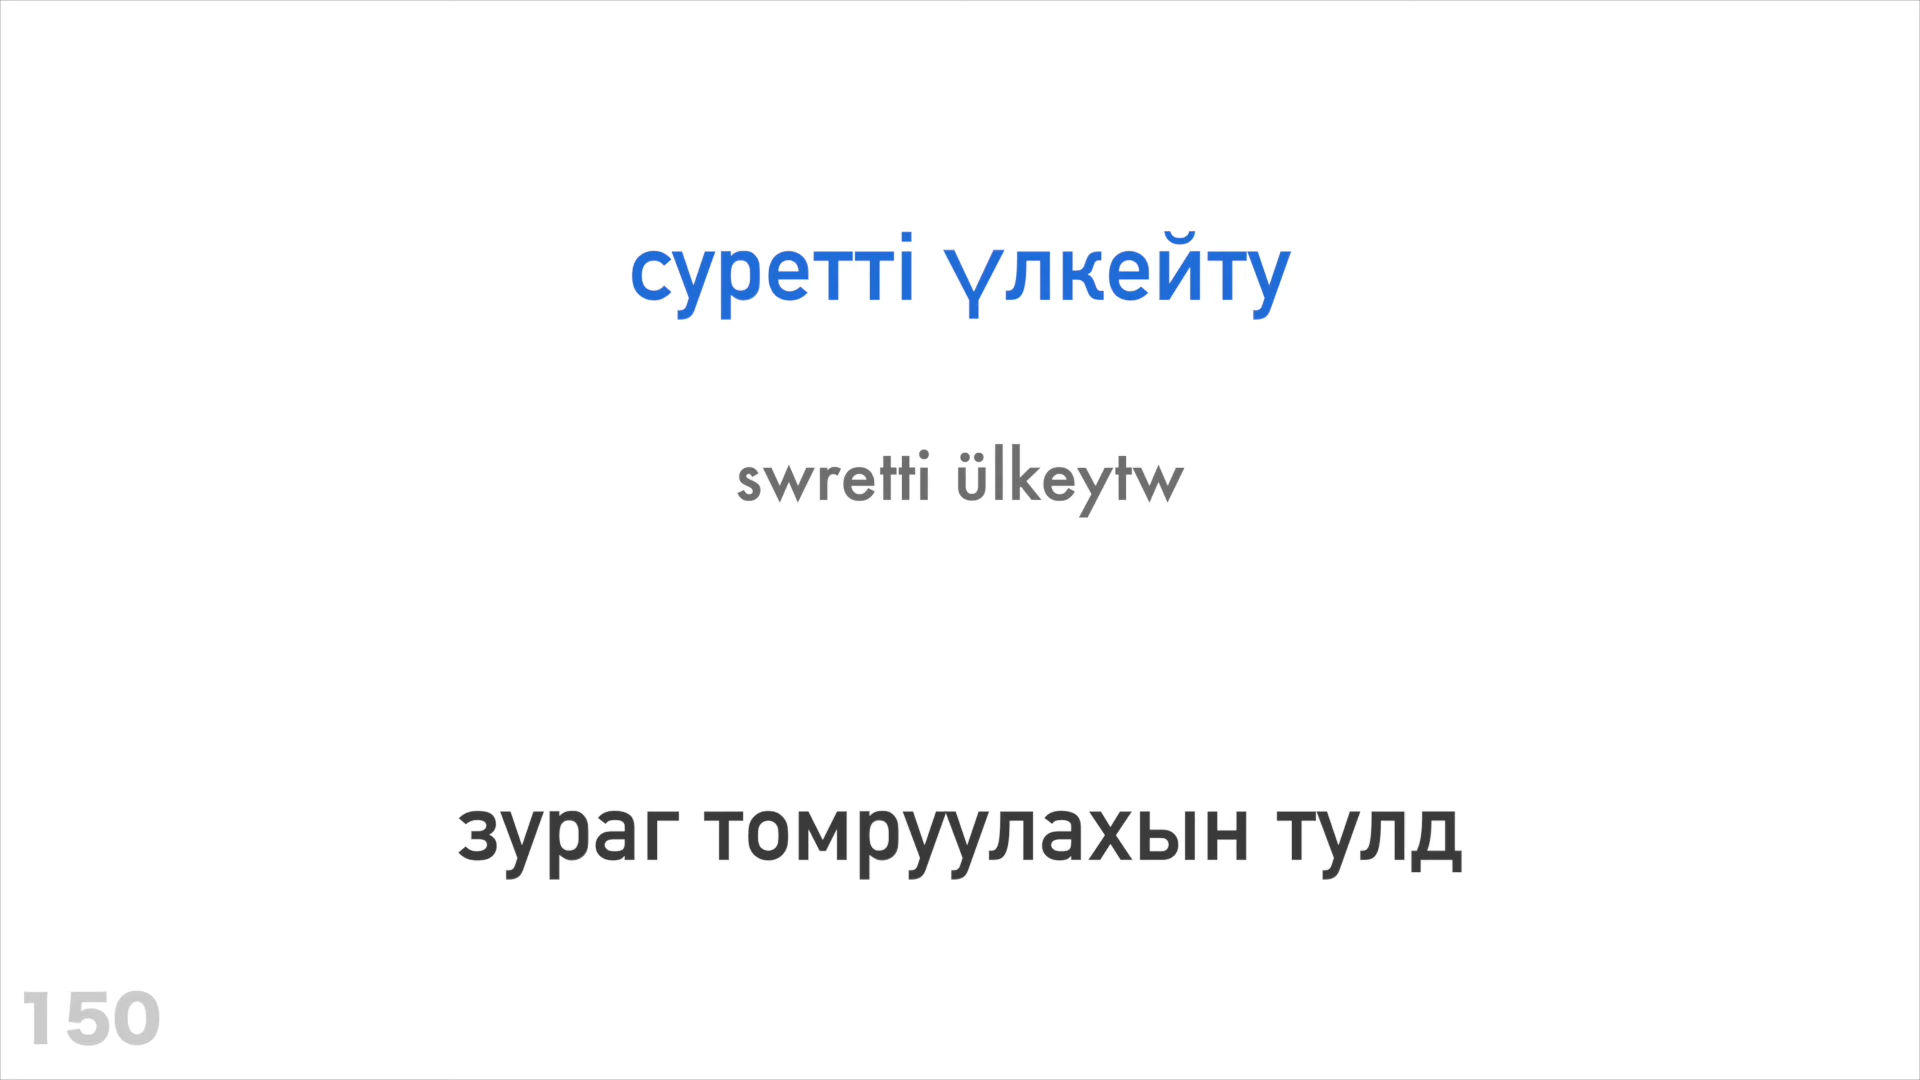 суретті үлкейту
swretti ülkeytw
зураг томруулахын тулд
150